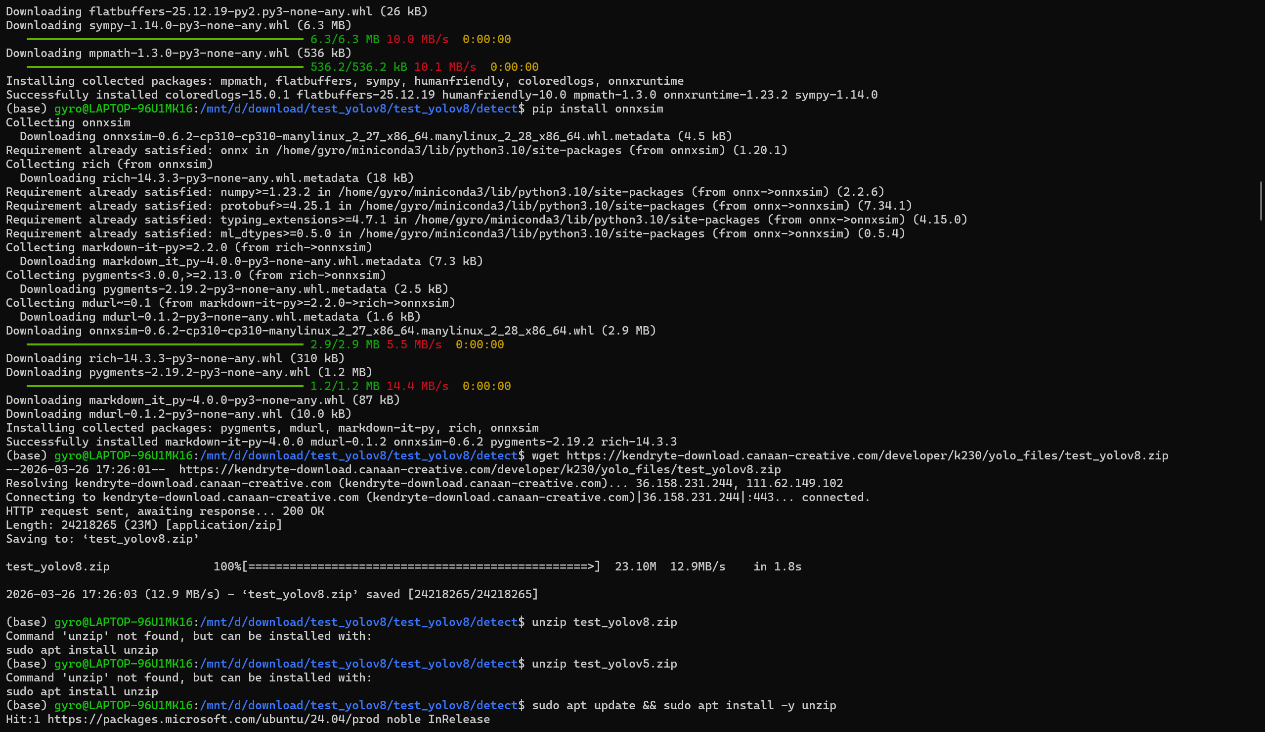 Downloading flatbuffers-25.12.19-py2.py3-none-any.whl (26 kB)
Downloading sympy-1.14.0-py3-none-any.whl (6.3 MB)
6.3/6.3 MB 10.0 MB/s 0:00:00
Downloading mpmath-1.3.0-py3-none-any.whl (536 kB)
536.2/536.2 kB 10.1 MB/s 0:00:00
Installing collected packages: mpmath, flatbuffers, sympy, humanfriendly, coloredlogs, onnxruntime
Successfully installed coloredlogs-15.0.1 flatbuffers-25.12.19 humanfriendly-10.0 mpmath-1.3.0 onnxruntime-1.23.2 sympy-1.14.0
(base) gyro@LAPTOP-96U1MK16:/mnt/d/download/test_yolov8/test_yolov8/detect$ pip install onnxsim
Collecting onnxsim
Downloading onnxsim-0.6.2-cp310-cp310-manylinux_2_27_x86_64.manylinux_2_28_x86_64.whl.metadata (4.5 kB)
Requirement already satisfied: onnx in /home/gyro/miniconda3/lib/python3.10/site-packages (from onnxsim) (1.20.1)
Collecting rich (from onnxsim)
Downloading rich-14.3.3-py3-none-any.whl.metadata (18 kB)
Requirement already satisfied: numpy>=1.23.2 in /home/gyro/miniconda3/lib/python3.10/site-packages (from onnx->onnxsim) (2.2.6)
Requirement already satisfied: protobuf>=4.25.1 in /home/gyro/miniconda3/lib/python3.10/site-packages (from onnx->onnxsim) (7.34.1)
Requirement already satisfied: typing_extensions>=4.7.1 in /home/gyro/miniconda3/lib/python3.10/site-packages (from onnx->onnxsim) (4.15.0)
Requirement already satisfied: ml_dtypes>=0.5.0 in /home/gyro/miniconda3/lib/python3.10/site-packages (from onnx->onnxsim) (0.5.4)
Collecting markdown-it-py>=2.2.0 (from rich->onnxsim)
Downloading markdown_it_py-4.0.0-py3-none-any.whl.metadata (7.3 kB)
Collecting pygments<3.0.0,>=2.13.0 (from rich->onnxsim)
Downloading pygments-2.19.2-py3-none-any.whl.metadata (2.5 kB)
Collecting mdurl~=0.1 (from markdown-it-py>=2.2.0->rich->onnxsim)
Downloading mdurl-0.1.2-py3-none-any.whl.metadata (1.6 kB)
Downloading onnxsim-0.6.2-cp310-cp310-manylinux_2_27_x86_64.manylinux_2_28_x86_64.whl (2.9 MB)
2.9/2.9 MB 5.5 MB/s 0:00:00
Downloading rich-14.3.3-py3-none-any.whl (310 kB)
Downloading pygments-2.19.2-py3-none-any.whl (1.2 MB)
1.2/1.2 MB 14.4 MB/s 0:00:00
Downloading markdown_it_py-4.0.0-py3-none-any.whl (87 kB)
Downloading mdurl-0.1.2-py3-none-any.whl (10.0 kB)
Installing collected packages: pygments, mdurl, markdown-it-py, rich, onnxsim
Successfully installed markdown-it-py-4.0.0 mdurl-0.1.2 onnxsim-0.6.2 pygments-2.19.2 rich-14.3.3
(base) gyro@LAPTOP-96U1MK16:/mnt/d/download/test_yolov8/test_yolov8/detect$ wget https://kendryte-download.canaan-creative.com/developer/k230/yolo_files/test_yolov8.zip
--2026-03-26 17:26:01-- https://kendryte-download.canaan-creative.com/developer/k230/yolo_files/test_yolov8.zip
Resolving kendryte-download.canaan-creative.com (kendryte-download.canaan-creative.com)... 36.158.231.244, 111.62.149.102
Connecting to kendryte-download.canaan-creative.com (kendryte-download.canaan-creative.com)|36.158.231.244|:443... connected.
HTTP request sent, awaiting response... 200 OK
Length: 24218265 (23M) [application/zip]
Saving to: ‘test_yolov8.zip’
test_yolov8.zip 100%[=================================================>] 23.10M 12.9MB/s in 1.8s
2026-03-26 17:26:03 (12.9 MB/s) - ‘test_yolov8.zip’ saved [24218265/24218265]
(base) gyro@LAPTOP-96U1MK16:/mnt/d/download/test_yolov8/test_yolov8/detect$ unzip test_yolov8.zip
Command 'unzip' not found, but can be installed with:
sudo apt install unzip
(base) gyro@LAPTOP-96U1MK16:/mnt/d/download/test_yolov8/test_yolov8/detect$ unzip test_yolov5.zip
Command 'unzip' not found, but can be installed with:
sudo apt install unzip
(base) gyro@LAPTOP-96U1MK16:/mnt/d/download/test_yolov8/test_yolov8/detect$ sudo apt update && sudo apt install -y unzip
Hit:1 https://packages.microsoft.com/ubuntu/24.04/prod noble InRelease